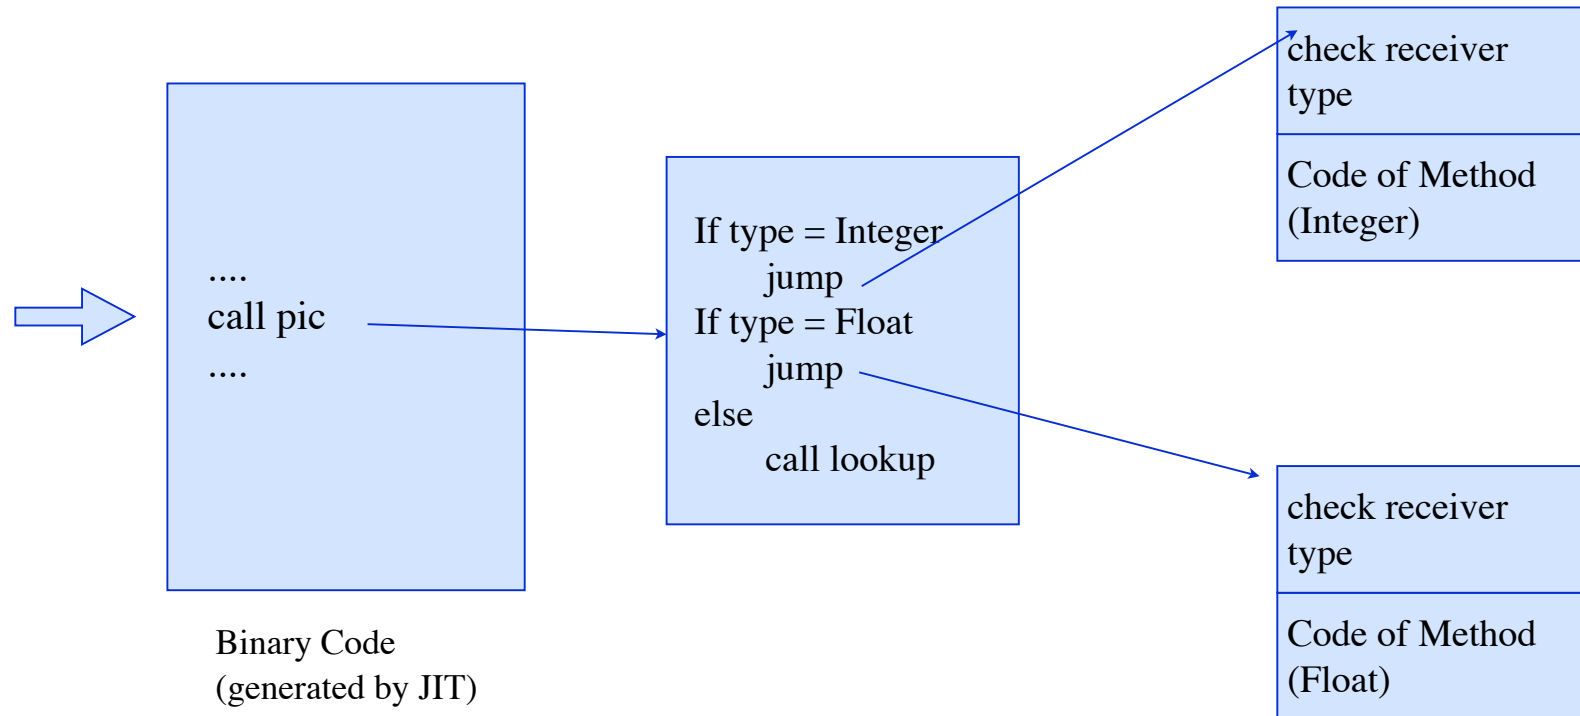 ....
call pic
....
Binary Code
(generated by JIT)
If type = Integer
jump
If type = Float
jump
else
call lookup
check receiver
type
Code of Method
(Integer)
check receiver
type
Code of Method
(Float)